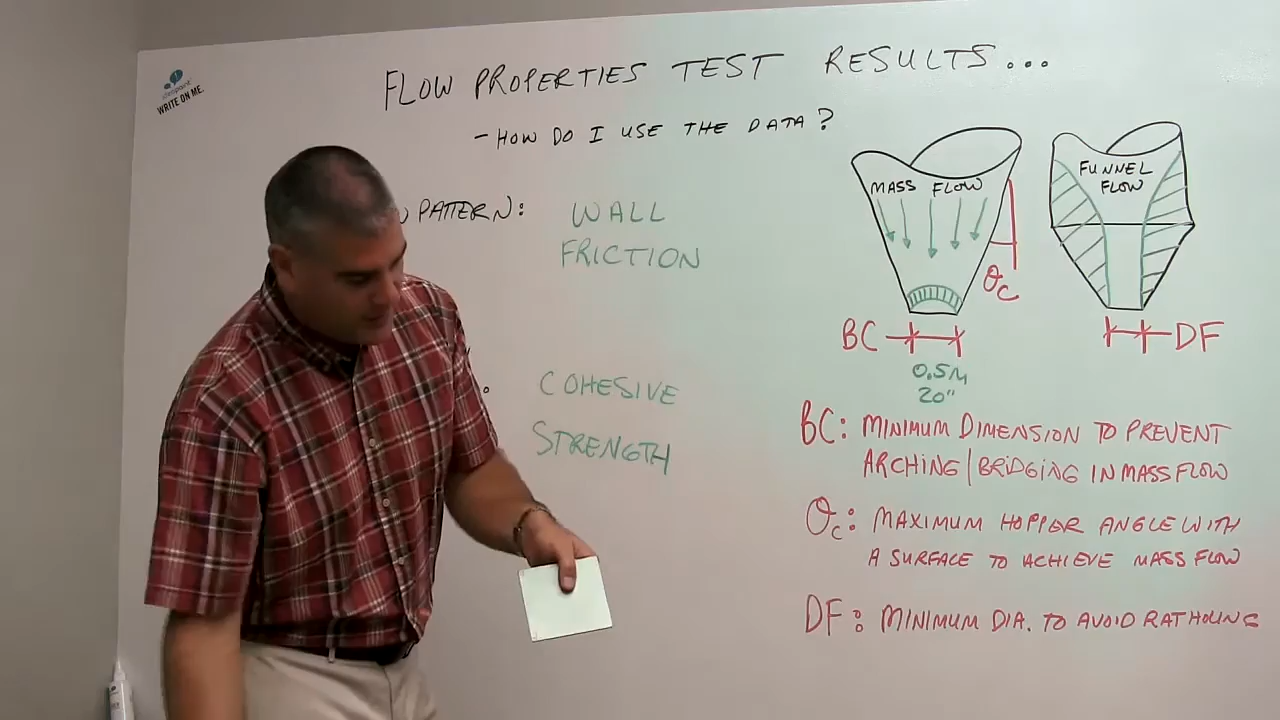 WRITE ON ME.
FLOW PROPERTIES TEST RESULTS...
- HOW DO I USE THE DATA?
PATTERN: WALL
FRICTION
COHESIVE
STRENGTH
MASS FLOW
θc
BC
0.5M
20"
FUNNEL
FLOW
DF
BC: MINIMUM DIMENSION TO PREVENT
ARCHING/BRIDGING IN MASS FLOW
θc: MAXIMUM HOPPER ANGLE WITH
A SURFACE TO ACHIEVE MASS FLOW
DF: MINIMUM DIA. TO AVOID RATHOLING